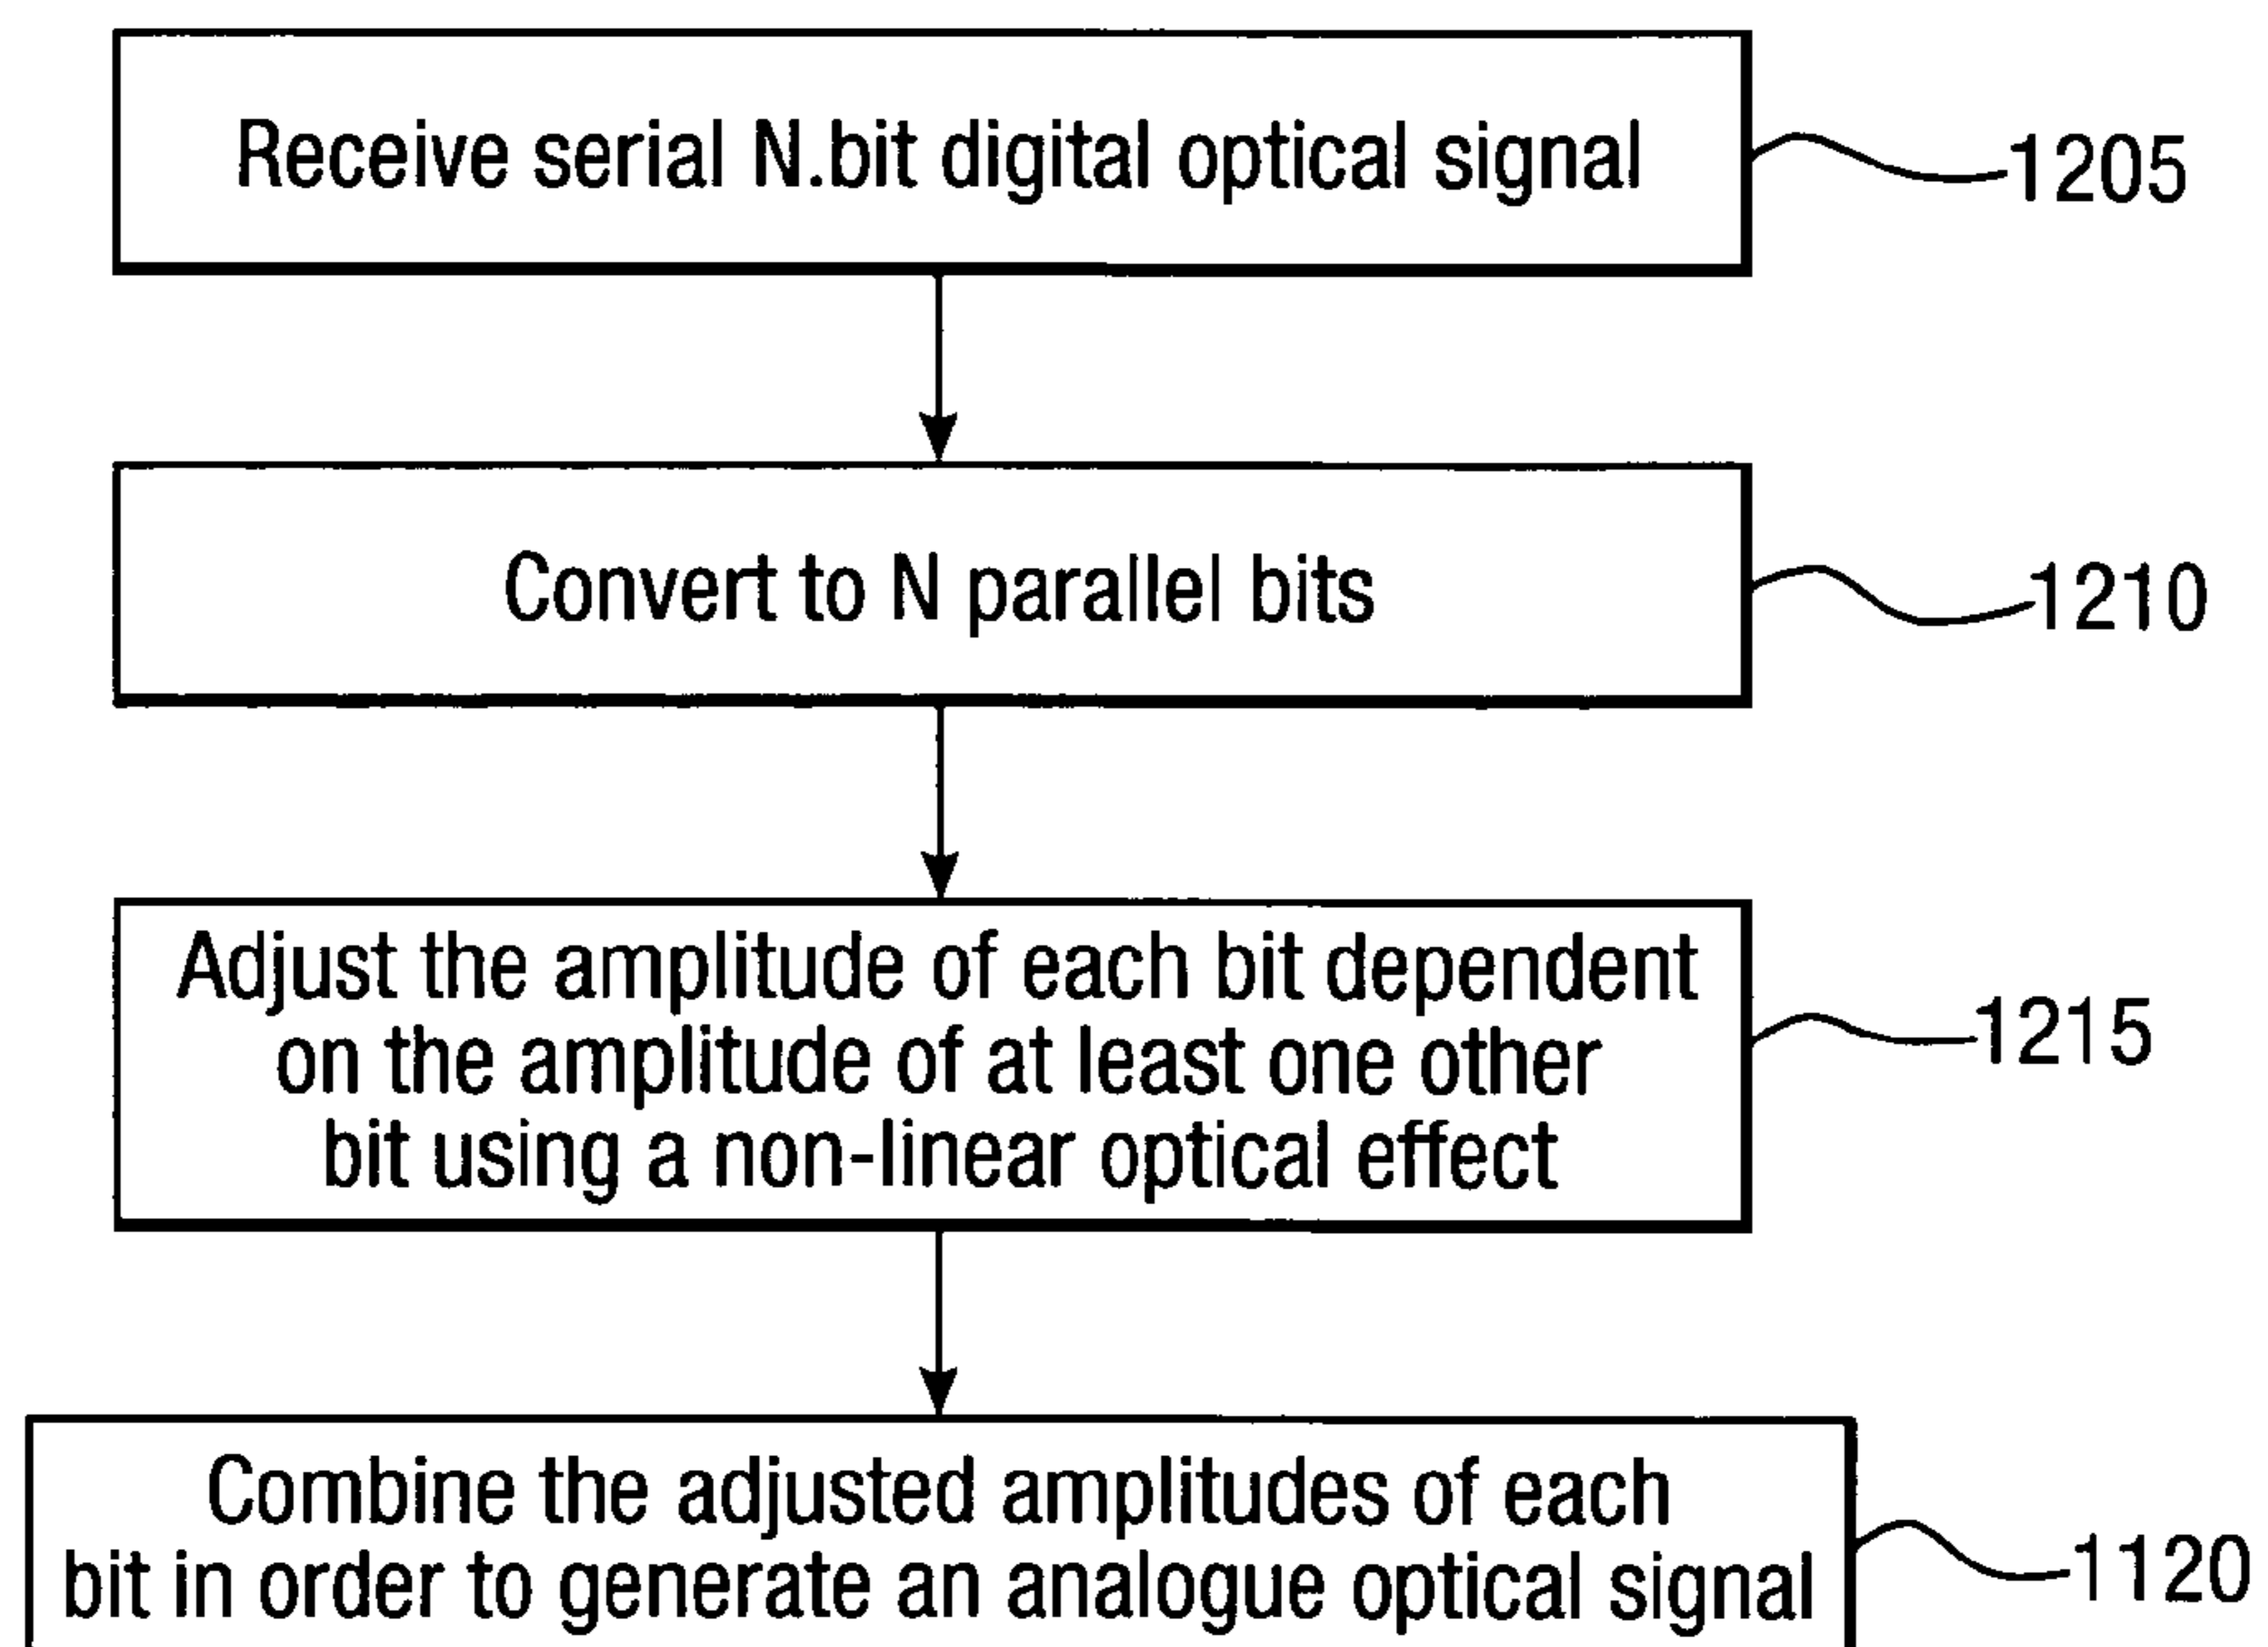 Receive serial N.bit digital optical signal
1205
Convert to N parallel bits
1210
Adjust the amplitude of each bit dependent
on the amplitude of at least one other
bit using a non-linear optical effect
1215
Combine the adjusted amplitudes of each
bit in order to generate an analogue optical signal
1120